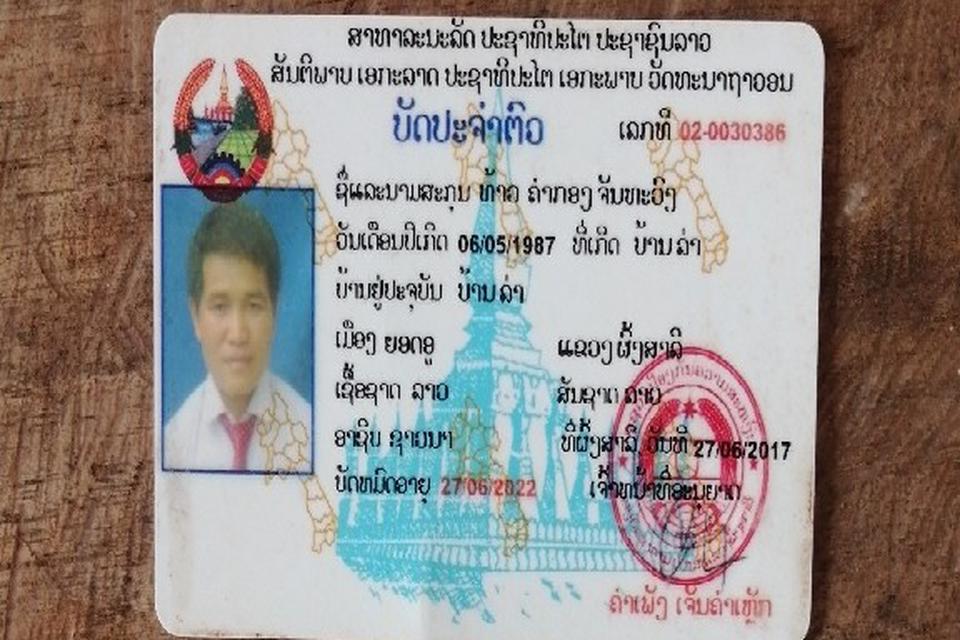 ສາທາລະນະລັດ ປະຊາທິປະໄຕ ປະຊາຊົນລາວ
ສັນຕິພາບ ເອກະລາດ ປະຊາທິປະໄຕ ເອກະພາບ ວັດທະນາຖາວອນ
ບັດປະຈຳຕົວ ເລກທີ 02-0030386
ຊື່ແລະນາມສະກຸນ ທ້າວ ຄຳກອງ ຈັນທະວົງ
ວັນເດືອນປີເກີດ 06/05/1987 ທີ່ເກີດ ບ້ານ ລ່າ
ບ້ານຢູ່ປະຈຸບັນ ບ້ານ ລ່າ
ເມືອງ ຍອດອູ ແຂວງ ຜົ້ງສາລີ
ເຊື້ອຊາດ ລາວ ສັນຊາດ ລາວ
ອາຊີບ ຊາວນາ ທີ່ຜົ້ງສາລີ, ວັນທີ 27/06/2017
ບັດໝົດອາຍຸ 27/06/2022 ເຈົ້າໜ້າທີ່ອະນຸຍາດ
ຄຳເພັງ